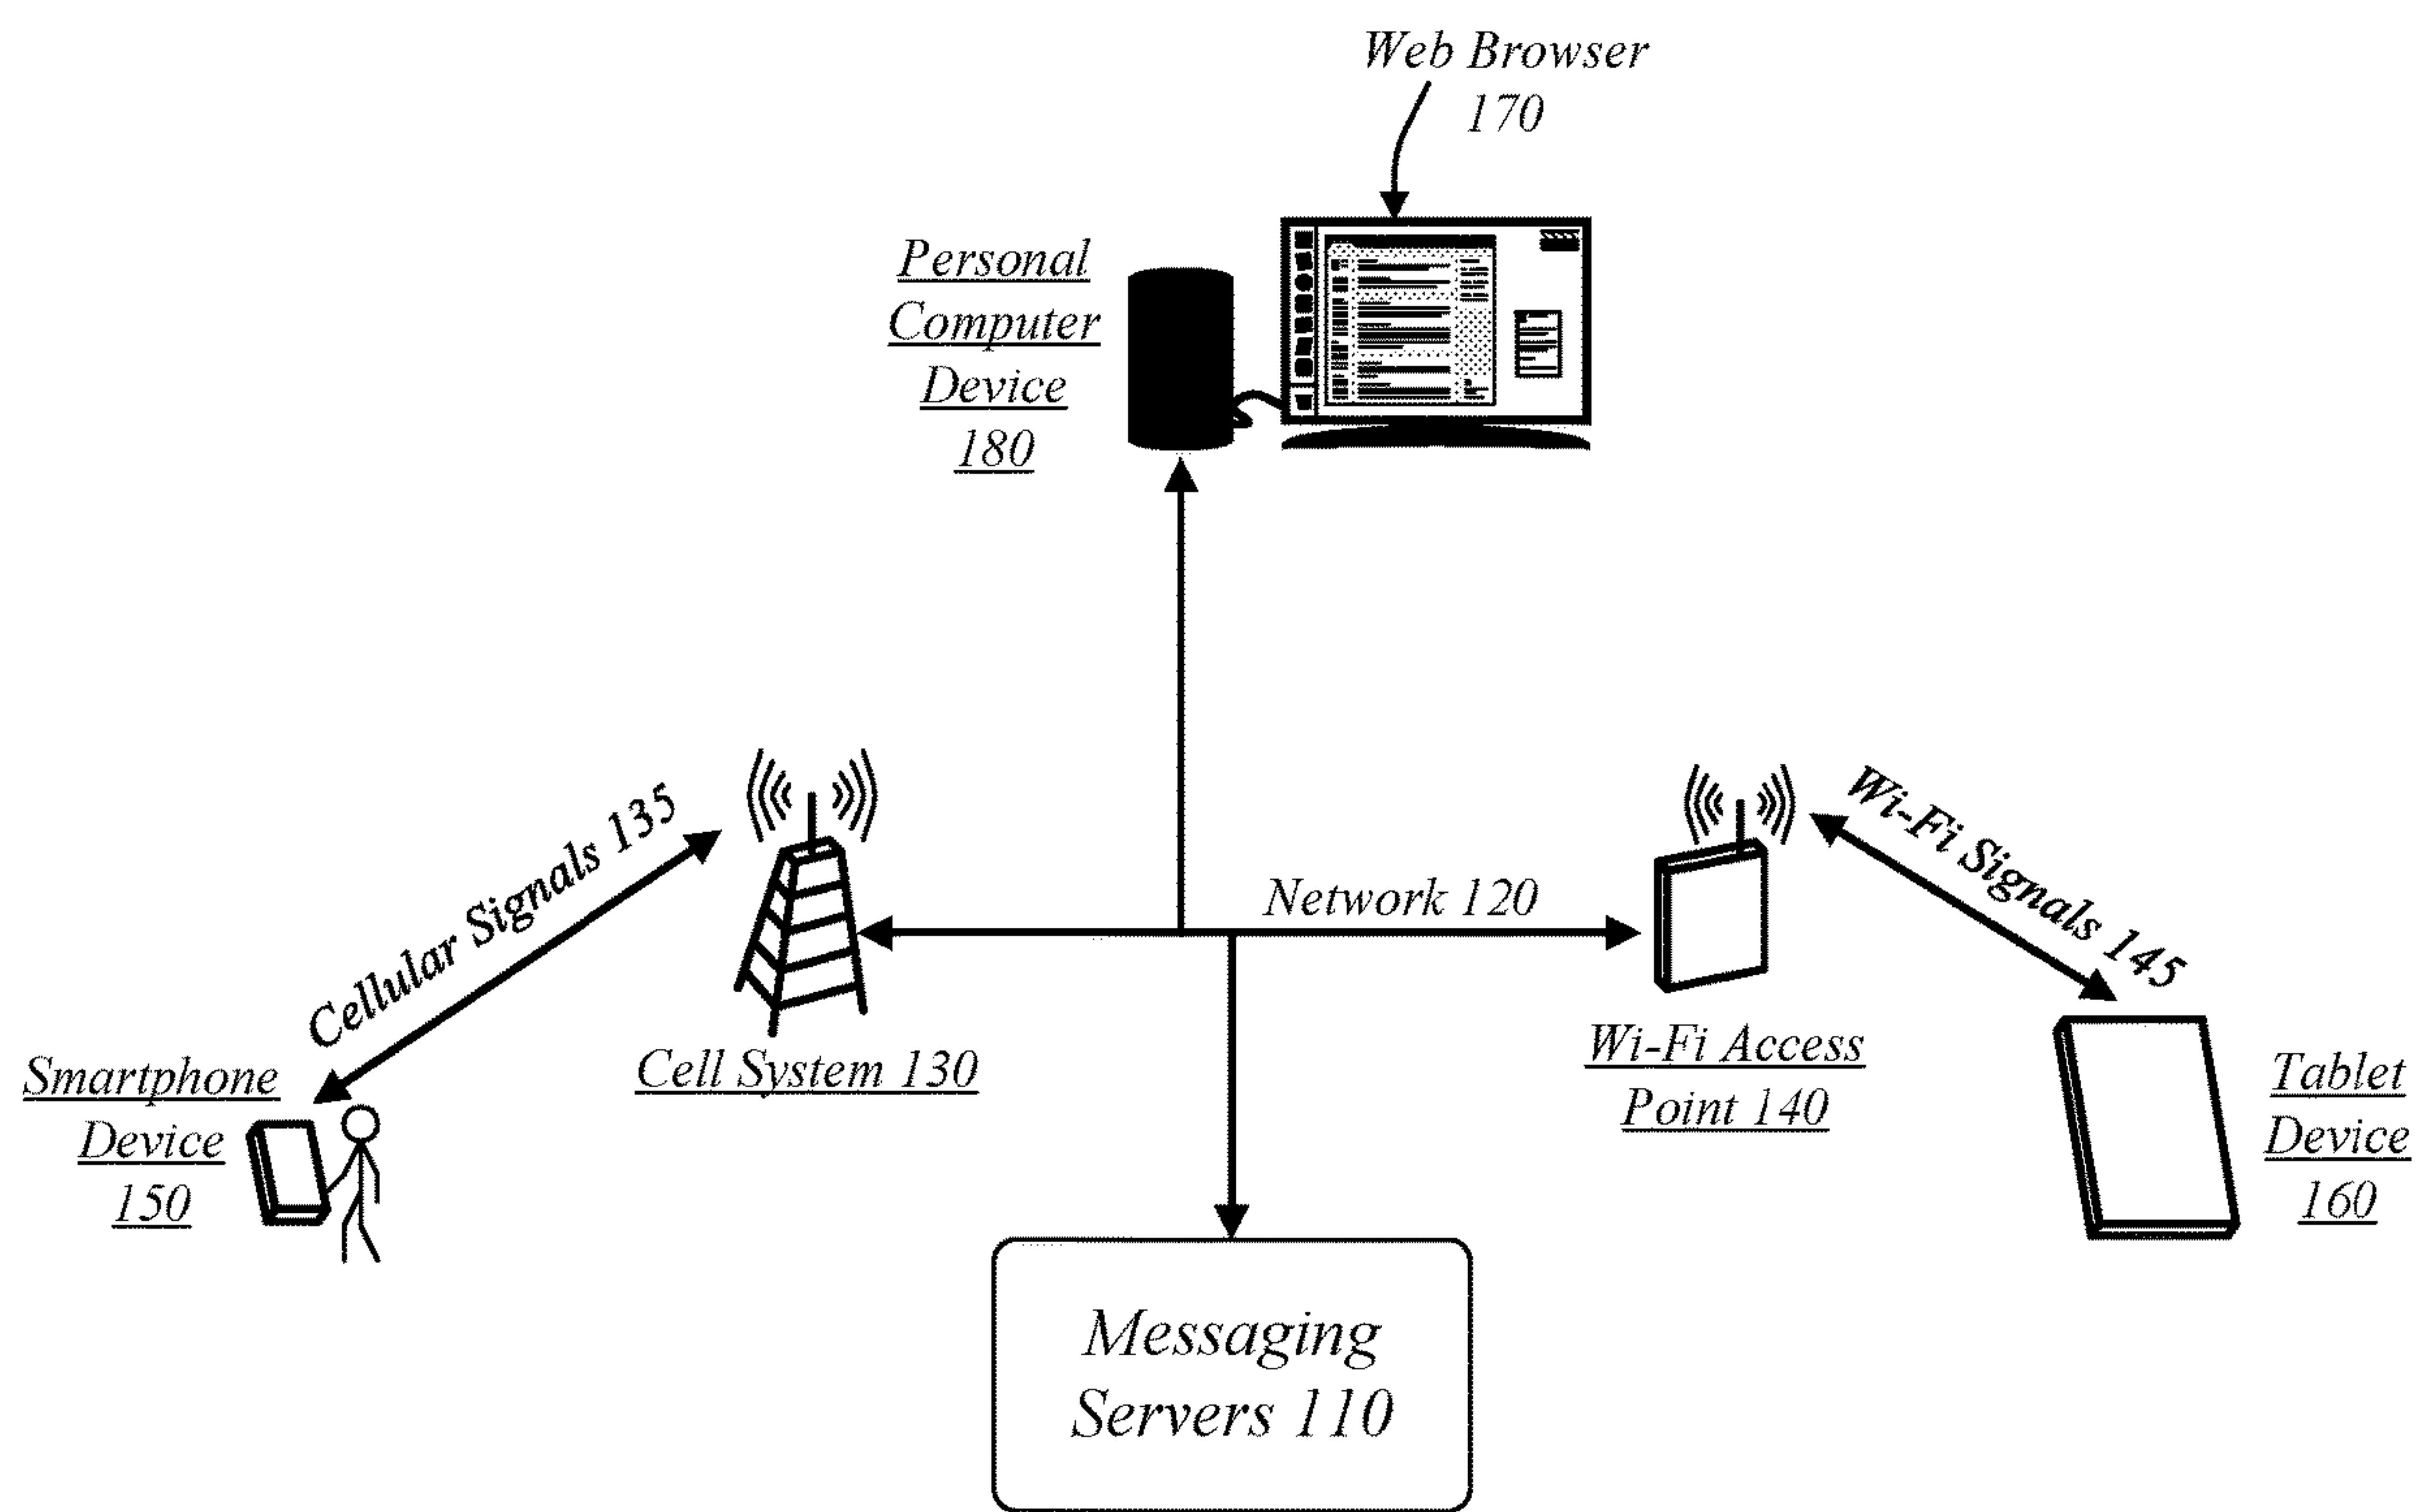 Web Browser
170
Personal
Computer
Device
180
Cellular Signals 135
Wi-Fi Signals 145
Network 120
Smartphone
Device
150
Cell System 130
Wi-Fi Access
Point 140
Tablet
Device
160
Messaging
Servers 110